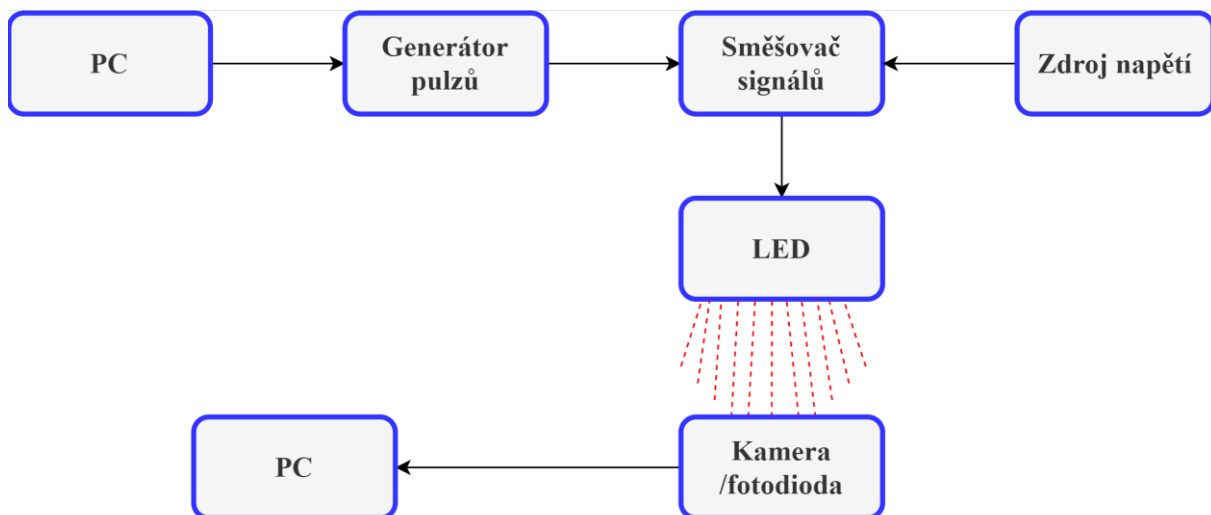 PC
Generátor
pulzů
Směšovač
signálů
Zdroj napětí
LED
Kamera
/fotodioda
PC